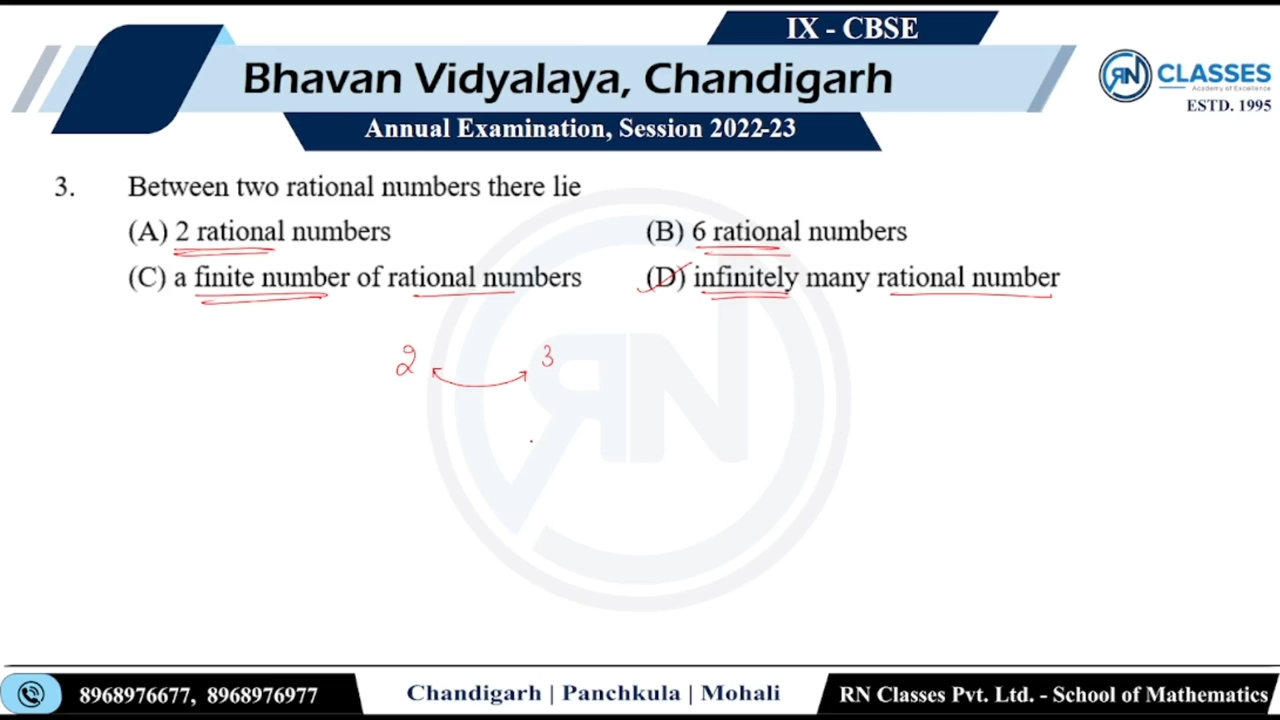 IX - CBSE
Bhavan Vidyalaya, Chandigarh
RN CLASSES
Academy of Excellence
ESTD. 1995
Annual Examination, Session 2022-23
3. Between two rational numbers there lie
(A) 2 rational numbers (B) 6 rational numbers
(C) a finite number of rational numbers (D) infinitely many rational number
2 3
RN
8968976677, 8968976977 Chandigarh | Panchkula | Mohali RN Classes Pvt. Ltd. - School of Mathematics